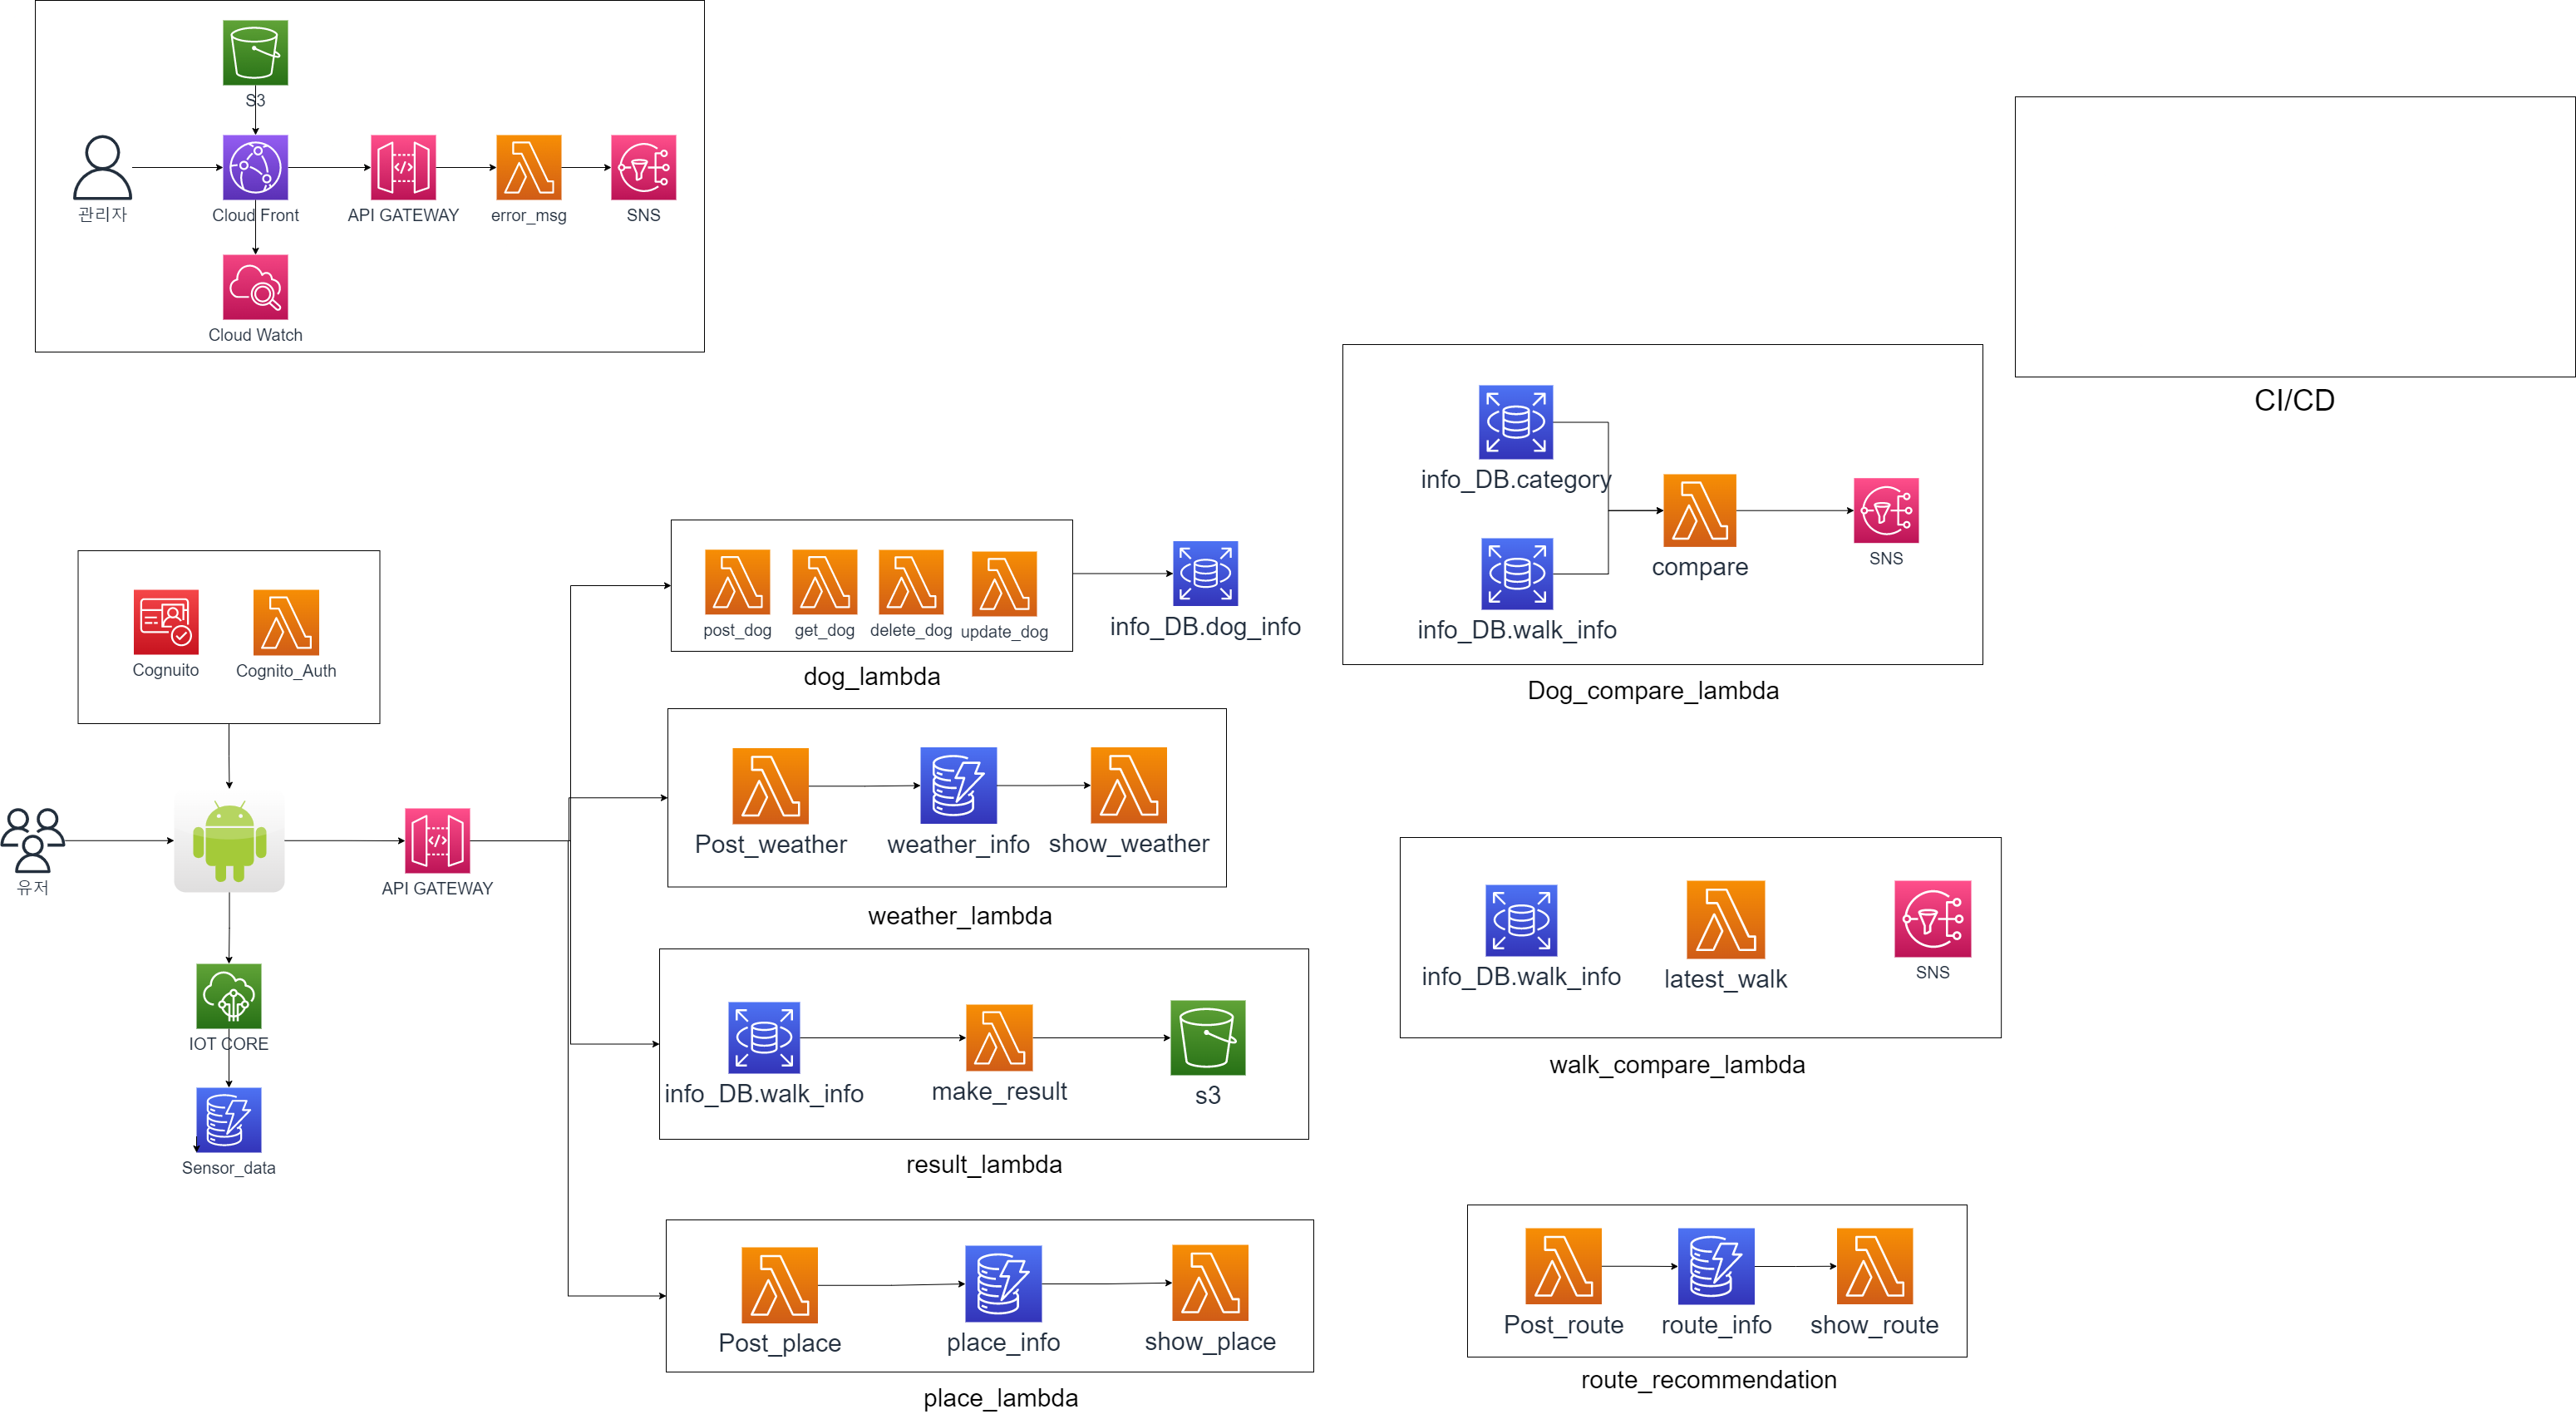 S3
관리자
Cloud Front
API GATEWAY
error_msg
SNS
Cloud Watch
CI/CD
info_DB.category
info_DB.walk_info
compare
SNS
Dog_compare_lambda
Cognuito
Cognito_Auth
post_dog
get_dog
delete_dog
update_dog
info_DB.dog_info
dog_lambda
유저
API GATEWAY
Post_weather
weather_info
show_weather
weather_lambda
IOT CORE
Sensor_data
info_DB.walk_info
make_result
s3
result_lambda
info_DB.walk_info
latest_walk
SNS
walk_compare_lambda
Post_place
place_info
show_place
place_lambda
Post_route
route_info
show_route
route_recommendation